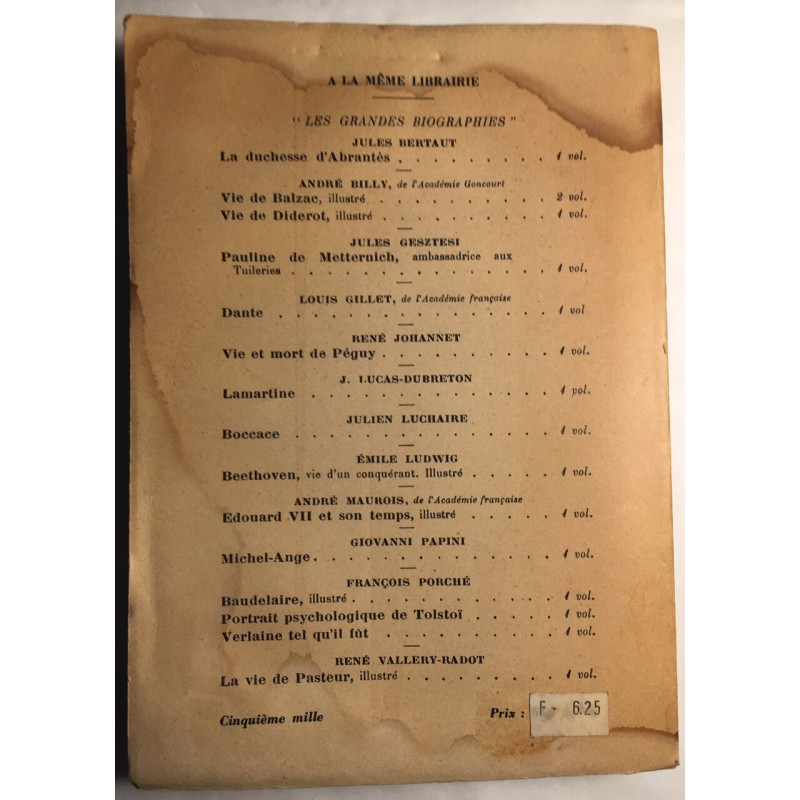 A LA MÊME LIBRAIRIE
" LES GRANDES BIOGRAPHIES "
JULES BERTAUT
La duchesse d'Abrantès . . . . . . . . . 1 vol.
ANDRÉ BILLY, de l'Académie Goncourt
Vie de Balzac, illustré . . . . . . . . . . 2 vol.
Vie de Diderot, illustré . . . . . . . . . 1 vol.
JULES GESZTESI
Pauline de Metternich, ambassadrice aux
Tuileries . . . . . . . . . . . . . 1 vol.
LOUIS GILLET, de l'Académie française
Dante . . . . . . . . . . . . . . . 1 vol
RENÉ JOHANNET
Vie et mort de Péguy . . . . . . . . . . 1 vol.
J. LUCAS-DUBRETON
Lamartine . . . . . . . . . . . . . 1 vol.
JULIEN LUCHAIRE
Boccace . . . . . . . . . . . . . . 1 vol.
ÉMILE LUDWIG
Beethoven, vie d'un conquérant. Illustré . . . . . 1 vol.
ANDRÉ MAUROIS, de l'Académie française
Edouard VII et son temps, illustré . . . . . 1 vol.
GIOVANNI PAPINI
Michel-Ange . . . . . . . . . . . . . 1 vol.
FRANÇOIS PORCHÉ
Baudelaire, illustré . . . . . . . . . . . 1 vol.
Portrait psychologique de Tolstoï . . . . . 1 vol.
Verlaine tel qu'il fût . . . . . . . . . 1 vol.
RENÉ VALLERY-RADOT
La vie de Pasteur, illustré . . . . . . . . 1 vol.
Cinquième mille Prix : F - 6.25